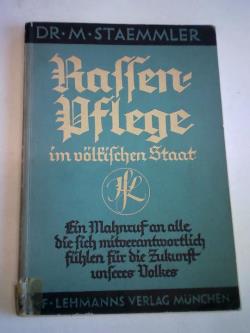 DR·M·STAEMMLER
Rassen-
Pflege
im völkischen Staat
JFL
Ein Mahnruf an alle,
die sich mitverantwortlich
fühlen für die Zukunft
unseres Volkes
F·LEHMANNS VERLAG MÜNCHEN